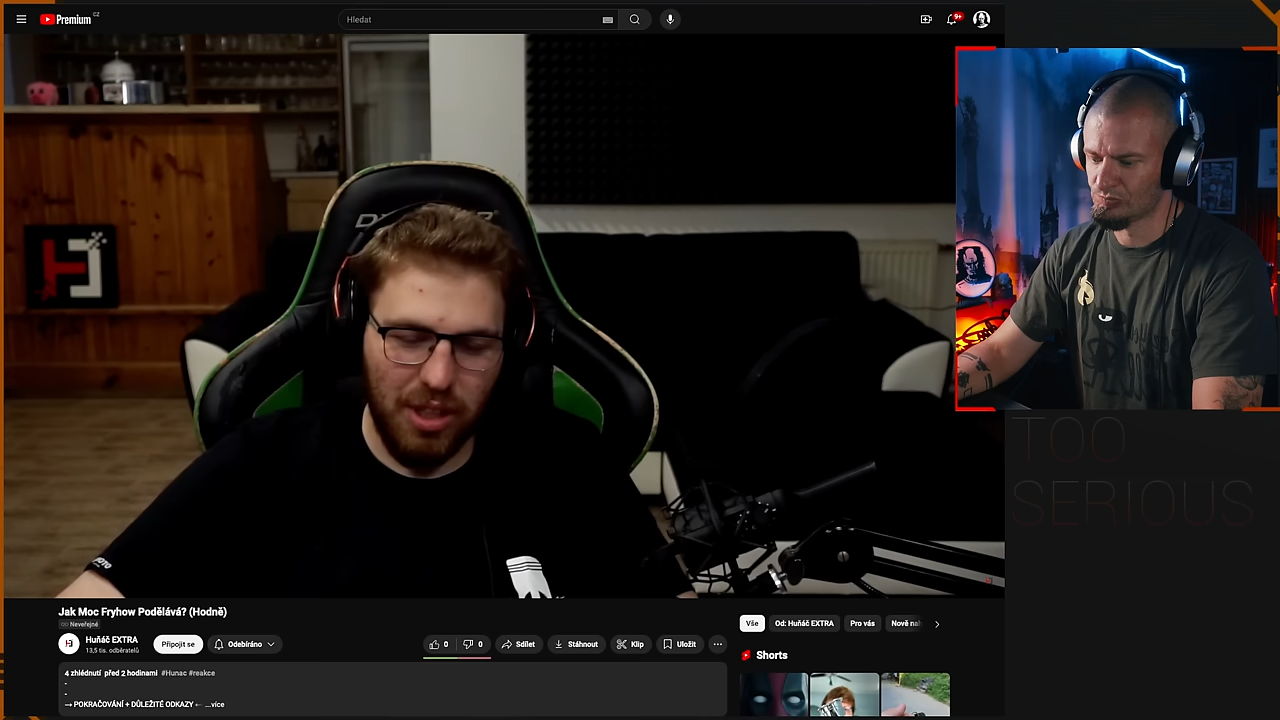 Premium CZ
Hledat
9+
TOO
SERIOUS
Jak Moc Fryhow Podělává? (Hodně)
Neveřejné
Huňáč EXTRA
13,5 tis. odběratelů
Připojit se
Odebíráno
0
0
Sdílet
Stáhnout
Klip
Uložit
4 zhlédnutí před 2 hodinami #Hunac #reakce
-
-
→ POKRAČOVÁNÍ + DŮLEŽITÉ ODKAZY ← ...více
Vše
Od: Huňáč EXTRA
Pro vás
Shorts